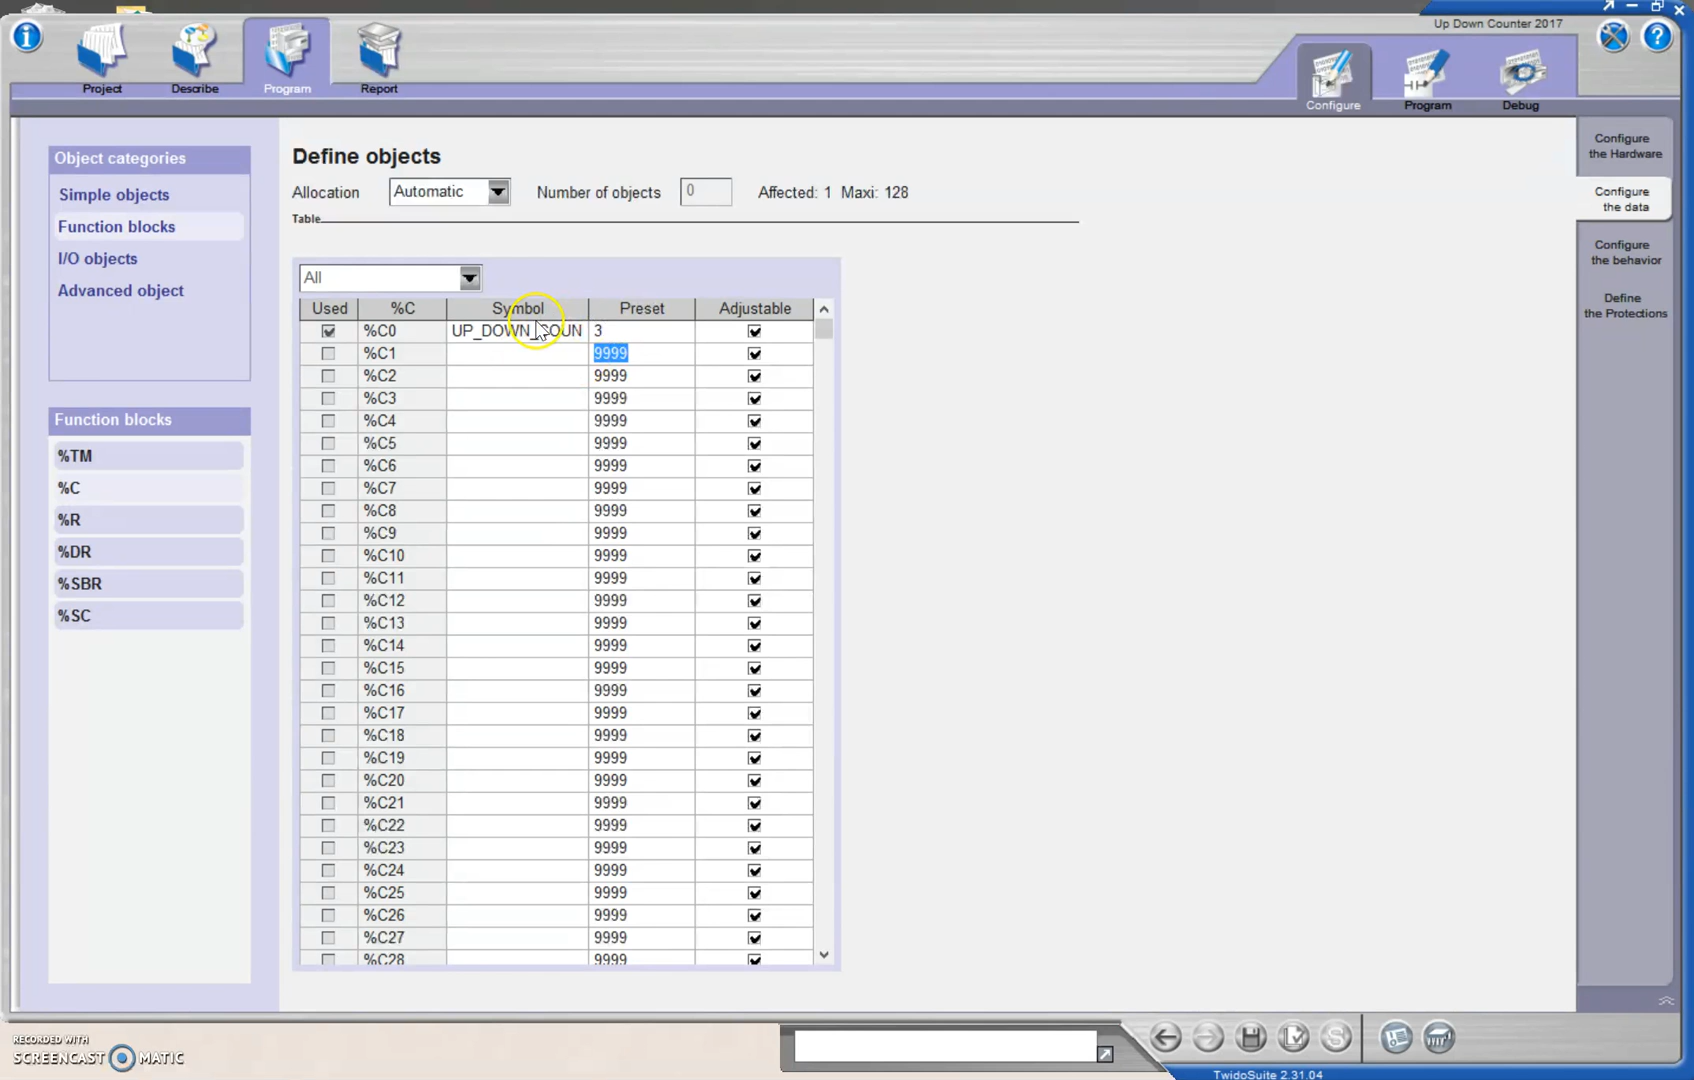 Up Down Counter 2017
Project
Describe
Program
Report
Configure
Program
Debug
Object categories
Simple objects
Function blocks
I/O objects
Advanced object
Function blocks
%TM
%C
%R
%DR
%SBR
%SC
Define objects
Allocation Automatic Number of objects 0 Affected: 1 Maxi: 128
Table
All
Used %C Symbol Preset Adjustable
%C0 UP_DOWN_COUN 3
%C1 9999
%C2 9999
%C3 9999
%C4 9999
%C5 9999
%C6 9999
%C7 9999
%C8 9999
%C9 9999
%C10 9999
%C11 9999
%C12 9999
%C13 9999
%C14 9999
%C15 9999
%C16 9999
%C17 9999
%C18 9999
%C19 9999
%C20 9999
%C21 9999
%C22 9999
%C23 9999
%C24 9999
%C25 9999
%C26 9999
%C27 9999
%C28 9999
Configure
the Hardware
Configure
the data
Configure
the behavior
Define
the Protections
RECORDED WITH
SCREENCAST MATIC
TwidoSuite 2.31.04